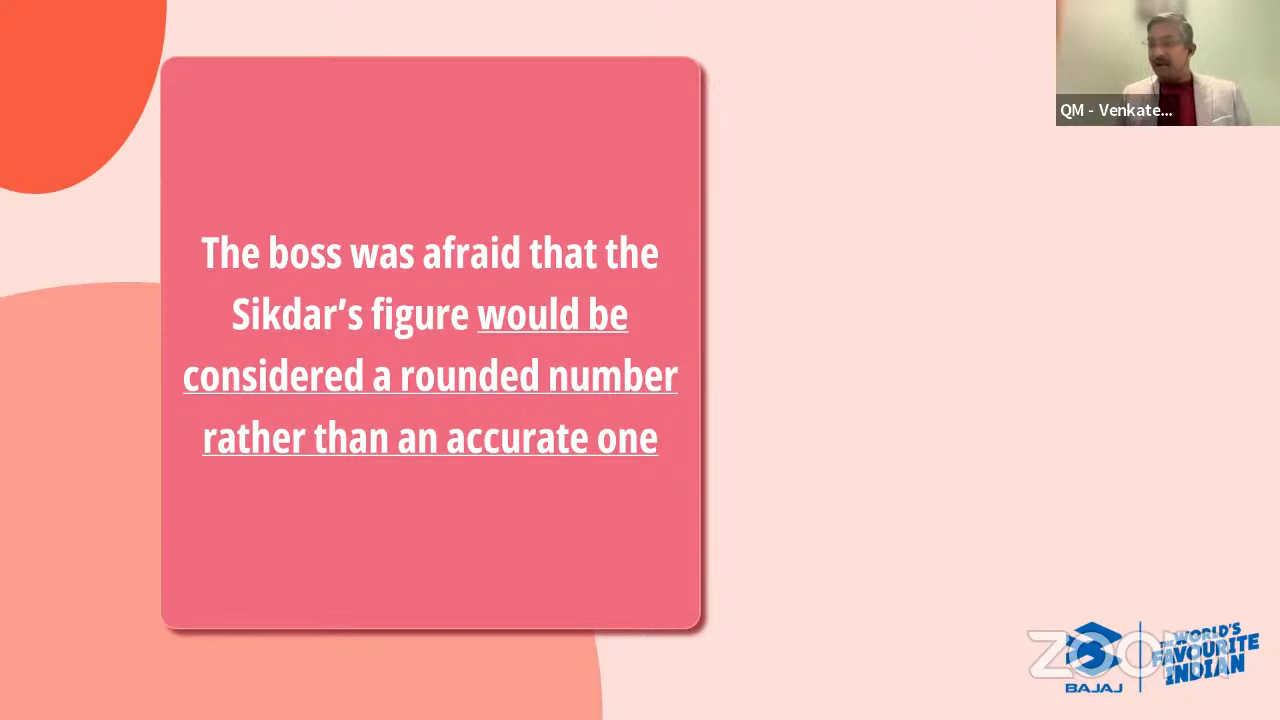 QM - Venkate...
The boss was afraid that the
Sikdar’s figure would be
considered a rounded number
rather than an accurate one
zoom
BAJAJ
THE WORLD'S
FAVOURITE
INDIAN